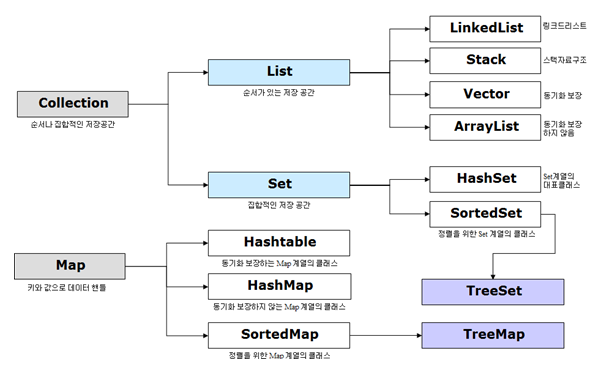 LinkedList
링크드리스트
Stack
스택자료구조
List
순서가 있는 저장 공간
Vector
동기화 보장
Collection
순서나 집합적인 저장공간
ArrayList
동기화 보장
하지 않음
HashSet
Set계열의
대표클래스
Set
집합적인 저장 공간
SortedSet
정렬을 위한 Set 계열의 클래스
Hashtable
동기화 보장하는 Map 계열의 클래스
Map
키와 값으로 데이터 핸들
HashMap
동기화 보장하지 않는 Map 계열의 클래스
TreeSet
SortedMap
정렬을 위한 Map 계열의 클래스
TreeMap